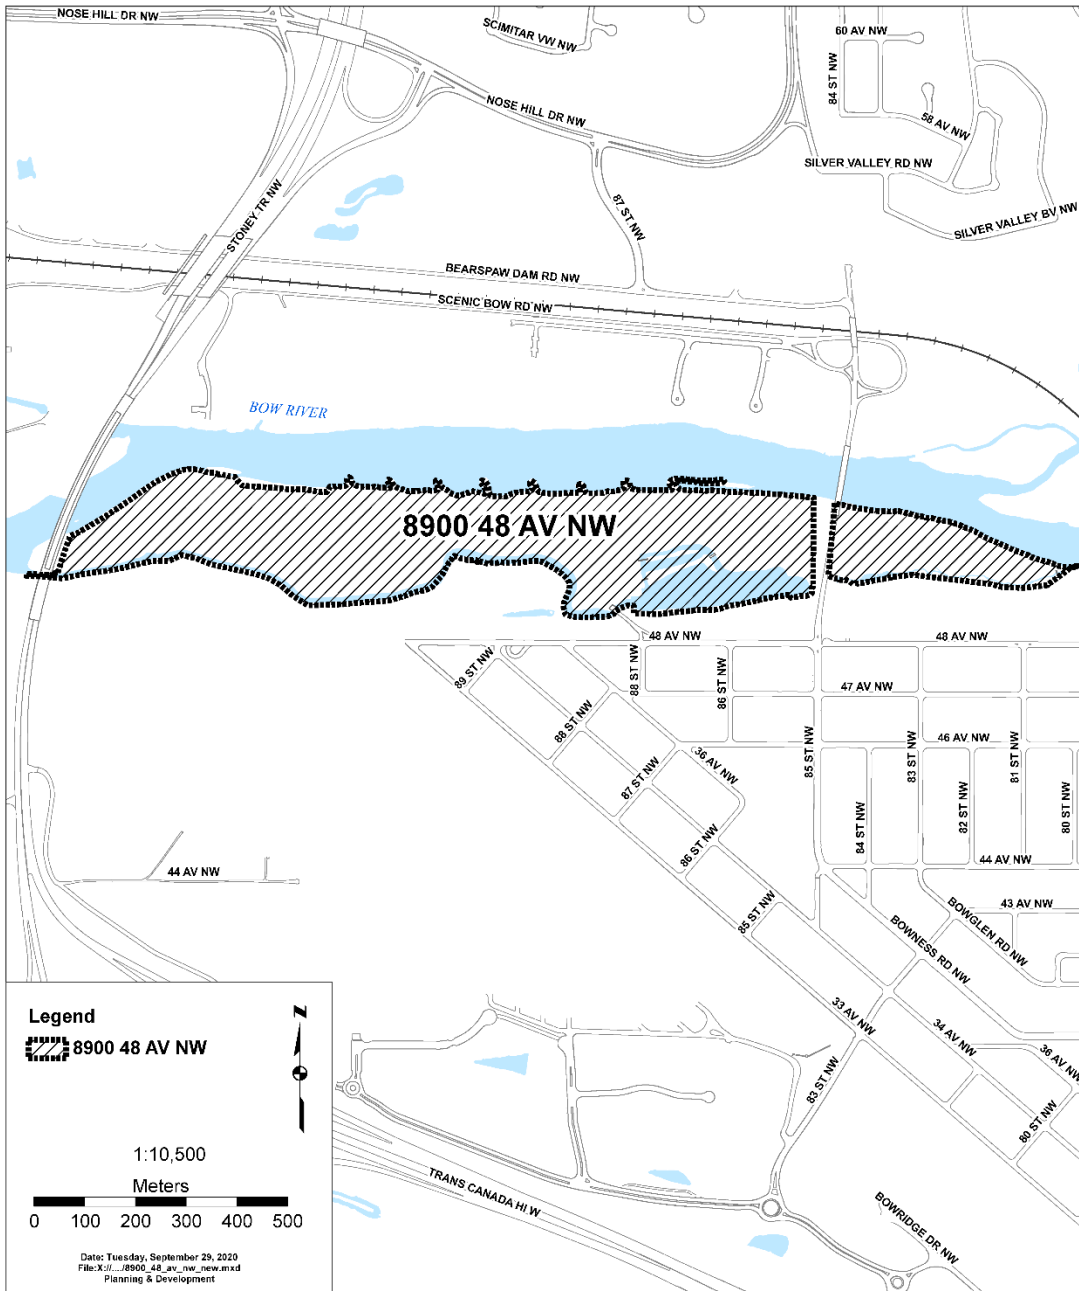 NOSE HILL DR NW
SCIMITAR VW NW
60 AV NW
84 ST NW
NOSE HILL DR NW
58 AV NW
SILVER VALLEY RD NW
STONEY TR NW
87 ST NW
SILVER VALLEY BV NW
BEARSPAW DAM RD NW
SCENIC BOW RD NW
BOW RIVER
8900 48 AV NW
48 AV NW
48 AV NW
89 ST NW
88 ST NW
86 ST NW
47 AV NW
88 ST NW
46 AV NW
36 AV NW
85 ST NW
83 ST NW
81 ST NW
87 ST NW
84 ST NW
82 ST NW
80 ST NW
86 ST NW
44 AV NW
44 AV NW
85 ST NW
43 AV NW
BOWGLEN RD NW
BOWNESS RD NW
33 AV NW
34 AV NW
36 AV NW
83 ST NW
80 ST NW
TRANS CANADA HI W
BOWRIDGE DR NW
Legend
N
8900 48 AV NW
1:10,500
Meters
0 100 200 300 400 500
Date: Tuesday, September 29, 2020
File:X://..../8900_48_av_nw_new.mxd
Planning & Development